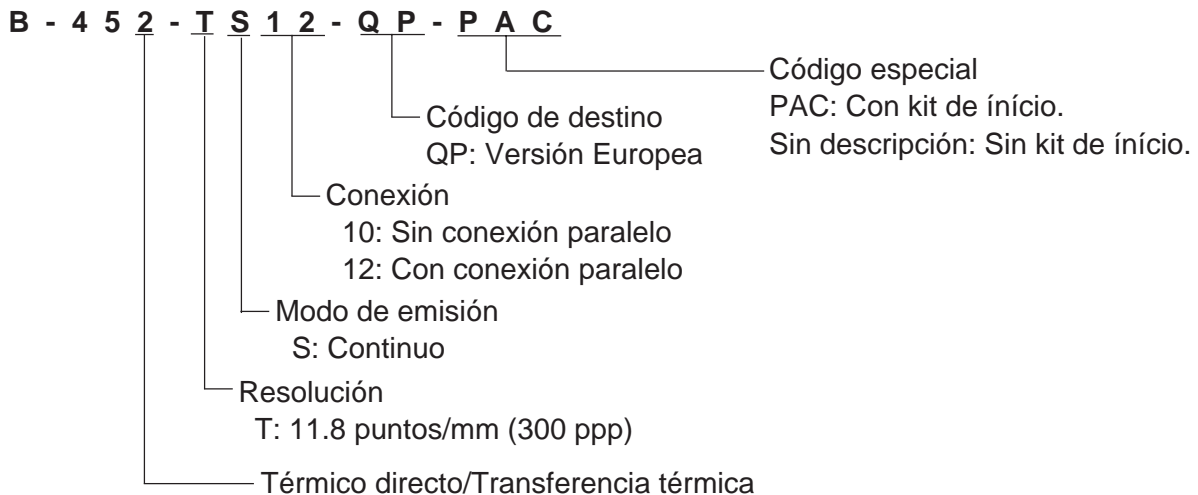 B - 4 5 2 - T S 1 2 - Q P - P A C
Código especial
PAC: Con kit de ínício.
Sin descripción: Sin kit de ínício.
Código de destino
QP: Versión Europea
Conexión
10: Sin conexión paralelo
12: Con conexión paralelo
Modo de emisión
S: Continuo
Resolución
T: 11.8 puntos/mm (300 ppp)
Térmico directo/Transferencia térmica